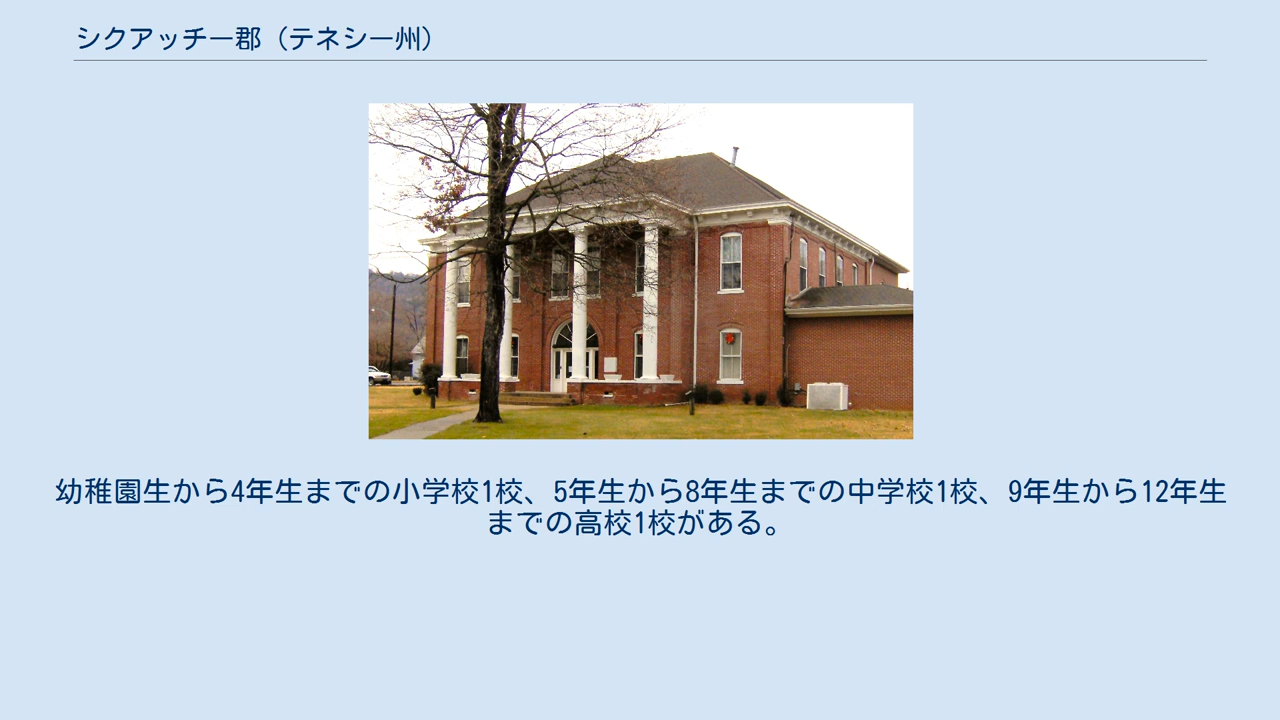 シクアッチー郡（テネシー州）
幼稚園生から4年生までの小学校1校、5年生から8年生までの中学校1校、9年生から12年生
までの高校1校がある。